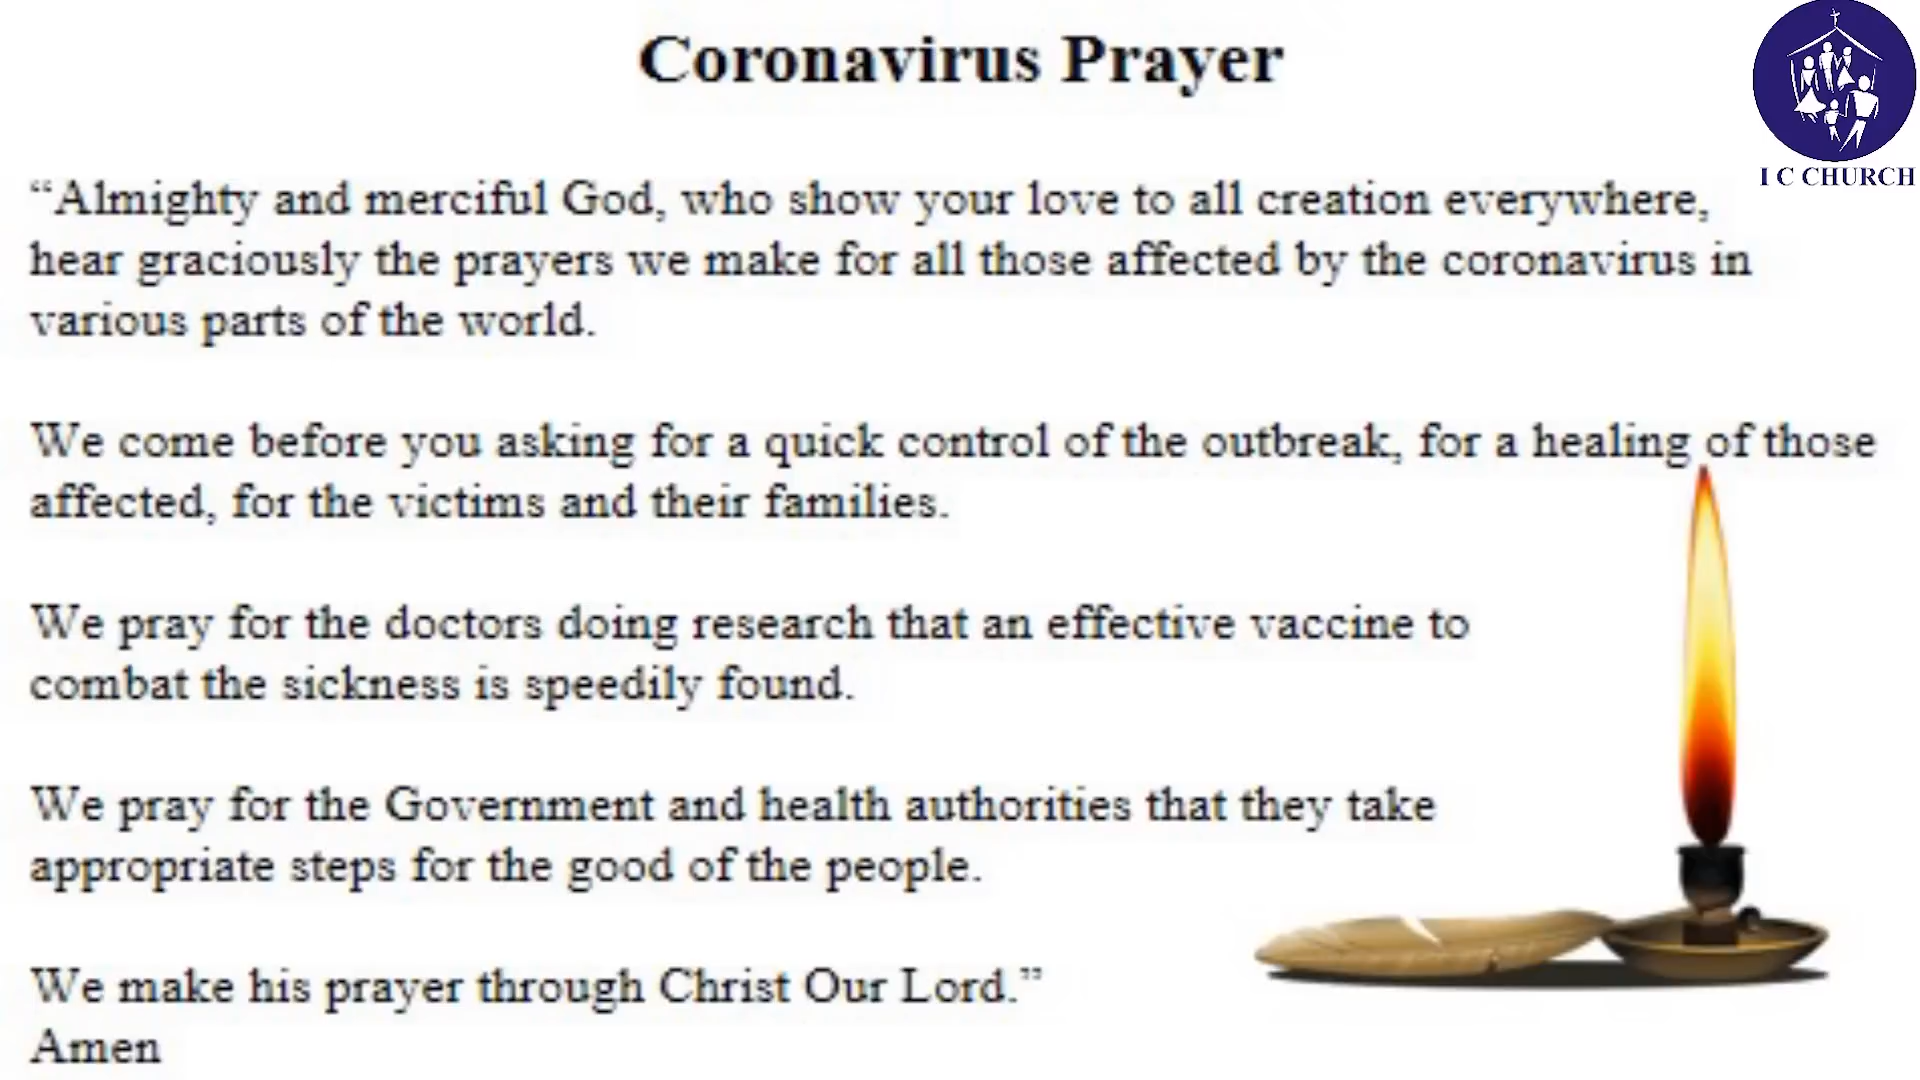 Coronavirus Prayer
I C CHURCH
“Almighty and merciful God, who show your love to all creation everywhere,
hear graciously the prayers we make for all those affected by the coronavirus in
various parts of the world.
We come before you asking for a quick control of the outbreak, for a healing of those
affected, for the victims and their families.
We pray for the doctors doing research that an effective vaccine to
combat the sickness is speedily found.
We pray for the Government and health authorities that they take
appropriate steps for the good of the people.
We make his prayer through Christ Our Lord.”
Amen